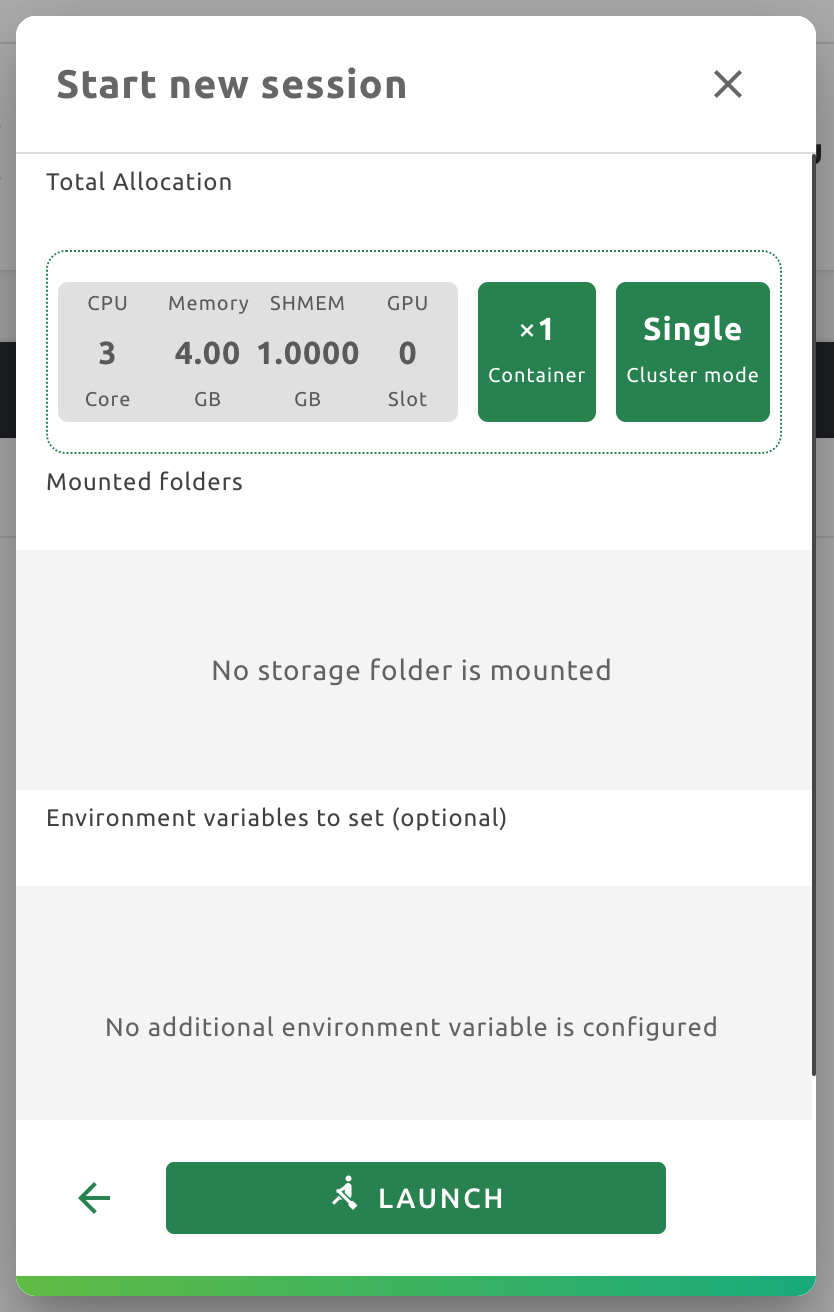 Start new session
Total Allocation
CPU Memory SHMEM GPU
3 4.00 1.0000 0
Core GB GB Slot
×1
Container
Single
Cluster mode
Mounted folders
No storage folder is mounted
Environment variables to set (optional)
No additional environment variable is configured
LAUNCH